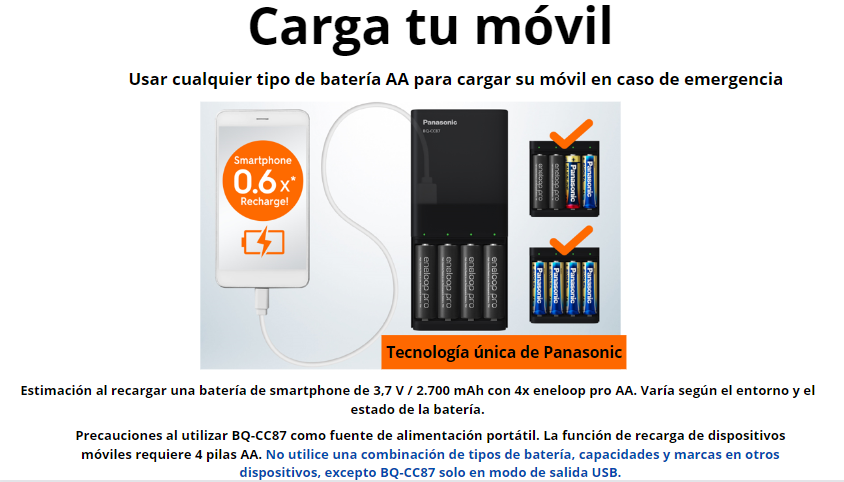 Carga tu móvil
Usar cualquier tipo de batería AA para cargar su móvil en caso de emergencia
Smartphone
0.6x*
Recharge!
Panasonic
BQ-CC87
eneloop pro
eneloop pro
eneloop pro
eneloop pro
eneloop pro
eneloop pro
Panasonic
Panasonic
Panasonic
Panasonic
Panasonic
Panasonic
Tecnología única de Panasonic
Estimación al recargar una batería de smartphone de 3,7 V / 2.700 mAh con 4x eneloop pro AA. Varía según el entorno y el
estado de la batería.
Precauciones al utilizar BQ-CC87 como fuente de alimentación portátil. La función de recarga de dispositivos
móviles requiere 4 pilas AA. No utilice una combinación de tipos de batería, capacidades y marcas en otros
dispositivos, excepto BQ-CC87 solo en modo de salida USB.